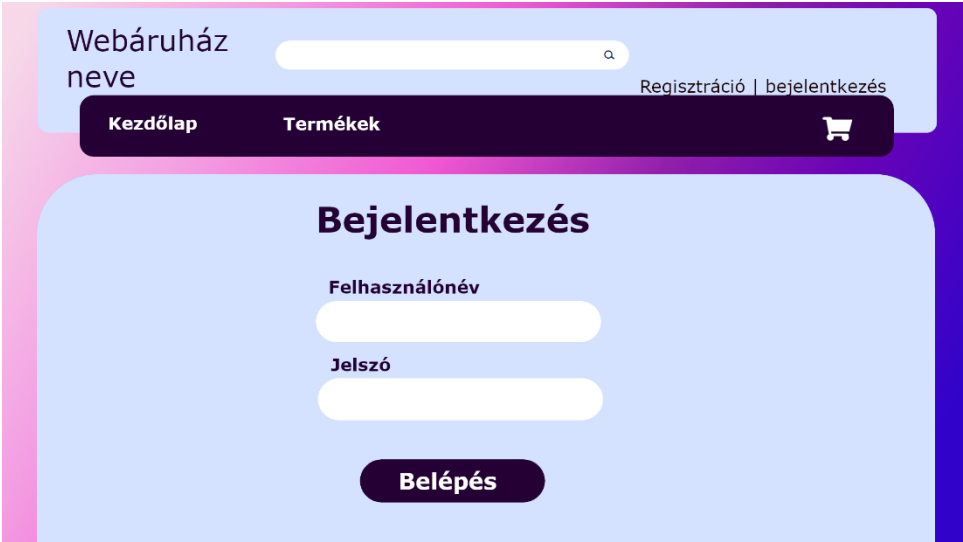 Webáruház
neve
Regisztráció | bejelentkezés
Kezdőlap
Termékek
Bejelentkezés
Felhasználónév
Jelszó
Belépés